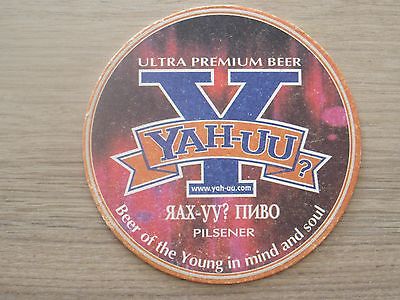 ULTRA PREMIUM BEER
Y
YAH-UU?
www.yah-uu.com
ЯАХ-УУ? ПИВО
PILSENER
Beer of the Young in mind and soul